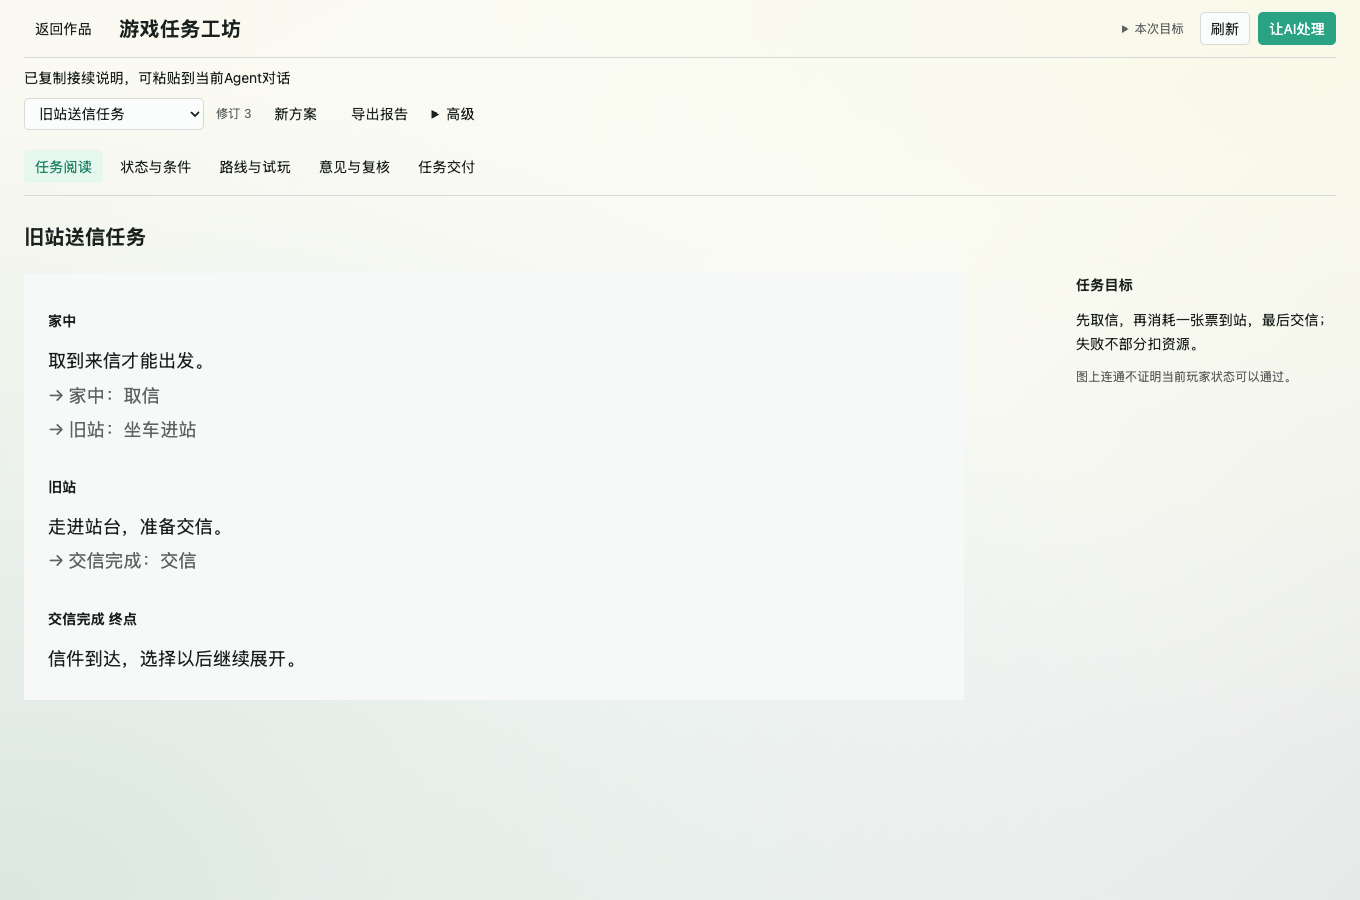 返回作品 游戏任务工坊 ▶ 本次目标 刷新 让AI处理
已复制接续说明，可粘贴到当前Agent对话
旧站送信任务 修订 3 新方案 导出报告 ▶ 高级
任务阅读 状态与条件 路线与试玩 意见与复核 任务交付
旧站送信任务
家中
取到来信才能出发。
→ 家中：取信
→ 旧站：坐车进站
旧站
走进站台，准备交信。
→ 交信完成：交信
交信完成 终点
信件到达，选择以后继续展开。
任务目标
先取信，再消耗一张票到站，最后交信；
失败不部分扣资源。
图上连通不证明当前玩家状态可以通过。